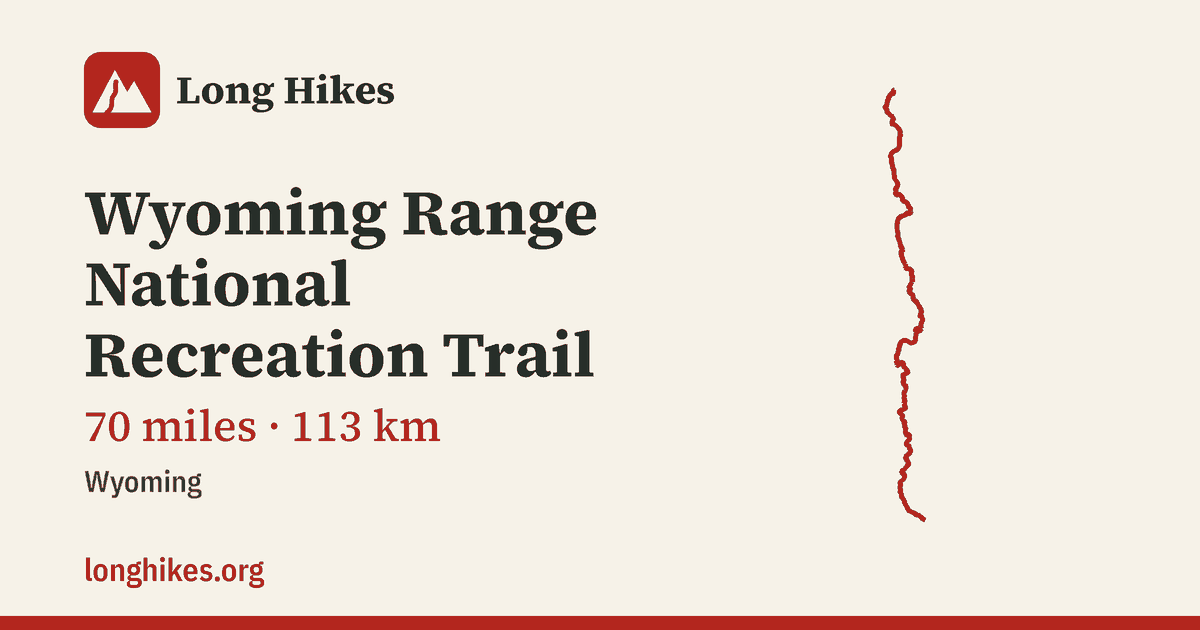 Long Hikes
Wyoming Range
National
Recreation Trail
70 miles · 113 km
Wyoming
longhikes.org